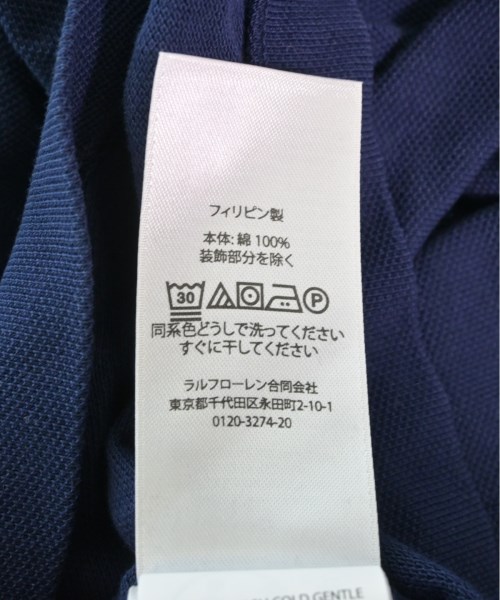 フィリピン製
本体: 綿 100%
装飾部分を除く
30 P
同系色どうしで洗ってください
すぐに干してください
ラルフローレン合同会社
東京都千代田区永田町2-10-1
0120-3274-20
COLD GENTLE